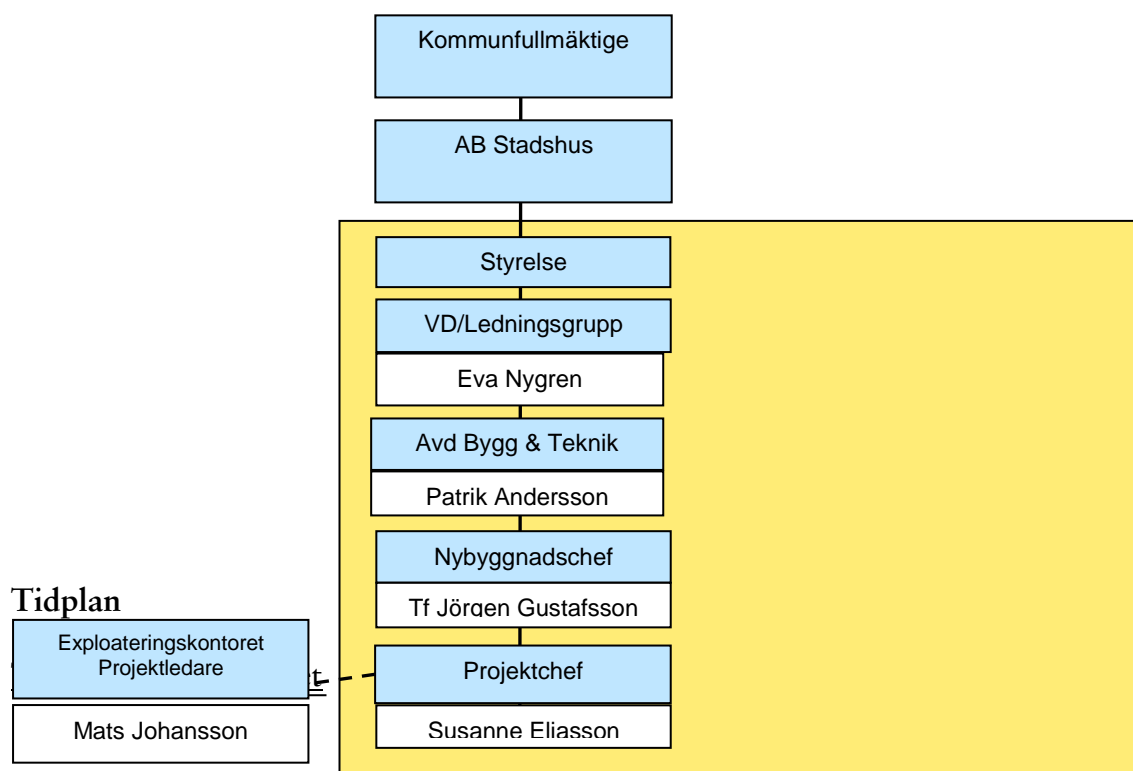 Kommunfullmäktige
AB Stadshus
Styrelse
VD/Ledningsgrupp
Eva Nygren
Avd Bygg & Teknik
Patrik Andersson
Nybyggnadschef
Tf Jörgen Gustafsson
Tidplan
Exploateringskontoret
Projektledare
Projektchef
Mats Johansson
Susanne Eliasson